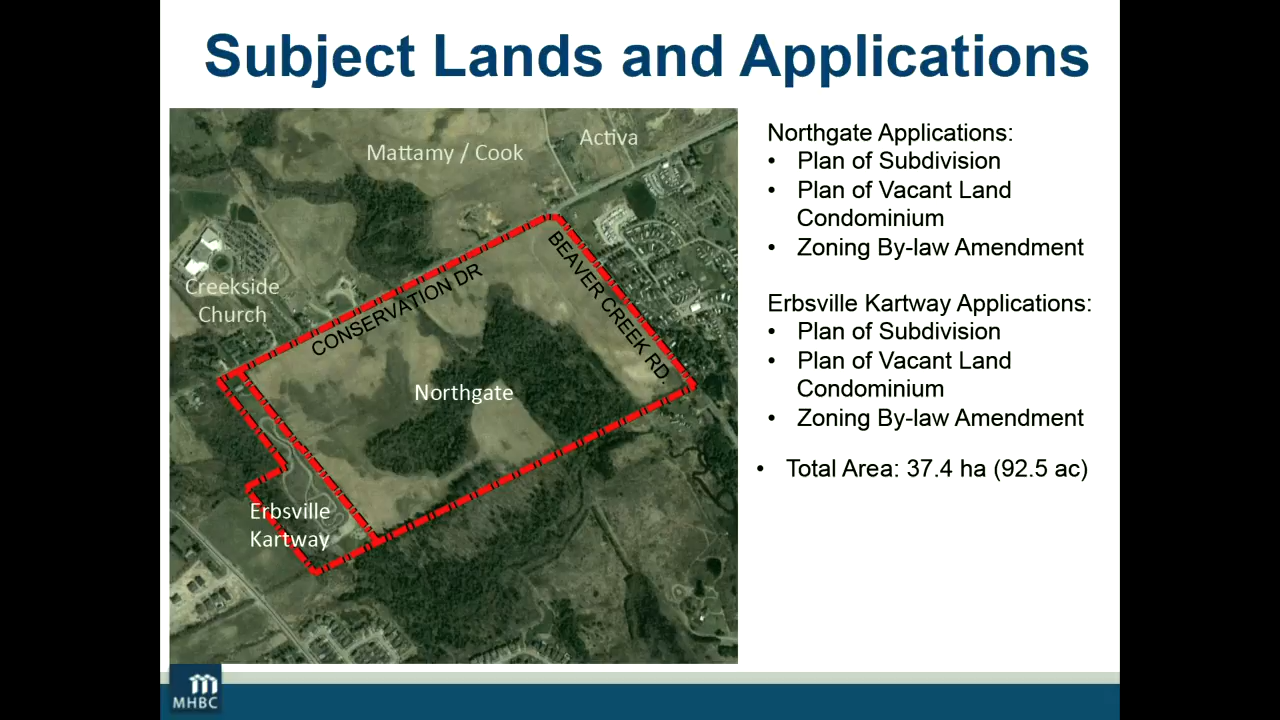 Subject Lands and Applications
Activa
Mattamy / Cook
Creekside
Church
CONSERVATION DR
BEAVER CREEK RD.
Northgate
Erbsville
Kartway
Northgate Applications:
• Plan of Subdivision
• Plan of Vacant Land
Condominium
• Zoning By-law Amendment
Erbsville Kartway Applications:
• Plan of Subdivision
• Plan of Vacant Land
Condominium
• Zoning By-law Amendment
• Total Area: 37.4 ha (92.5 ac)
MHBC